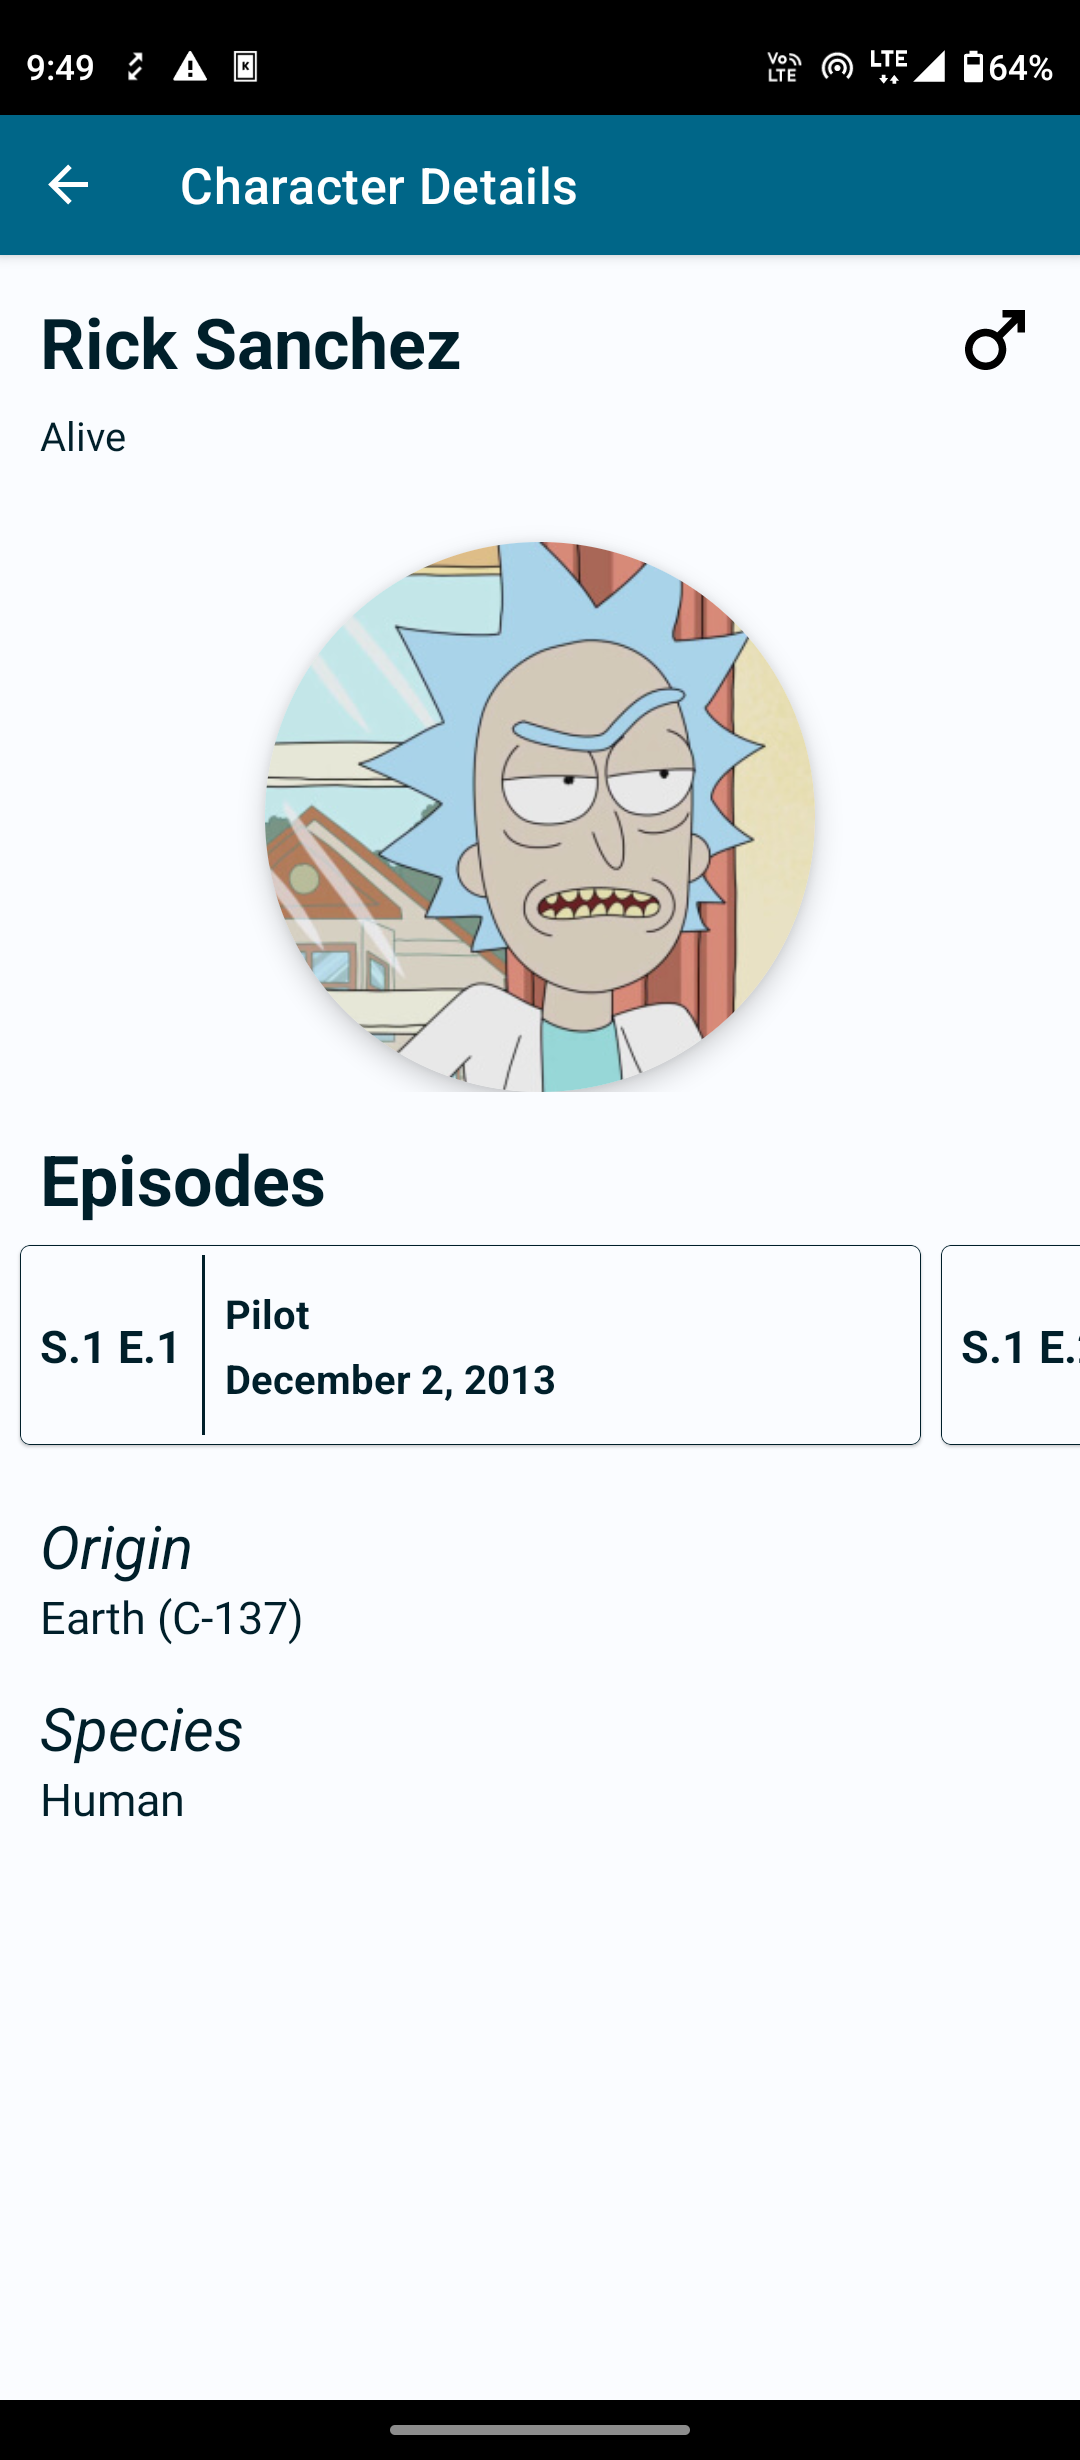 9:49
Vo LTE
LTE
64%
Character Details
Rick Sanchez
Alive
Episodes
S.1 E.1
Pilot
December 2, 2013
S.1 E.
Origin
Earth (C-137)
Species
Human